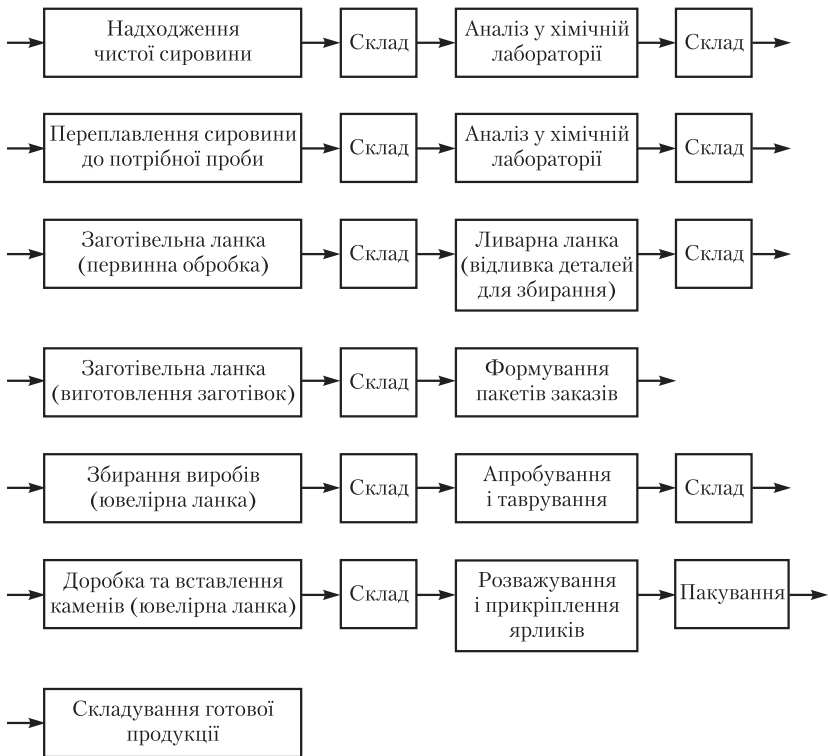 Надходження
чистої сировини
Склад
Аналіз у хімічній
лабораторії
Склад
Переплавлення сировини
до потрібної проби
Склад
Аналіз у хімічній
лабораторії
Склад
Заготівельна ланка
(первинна обробка)
Склад
Ливарна ланка
(відливка деталей
для збирання)
Склад
Заготівельна ланка
(виготовлення заготівок)
Склад
Формування
пакетів заказів
Збирання виробів
(ювелірна ланка)
Склад
Апробування
і таврування
Склад
Доробка та вставлення
каменів (ювелірна ланка)
Склад
Розважування
і прикріплення
ярликів
Пакування
Складування готової
продукції